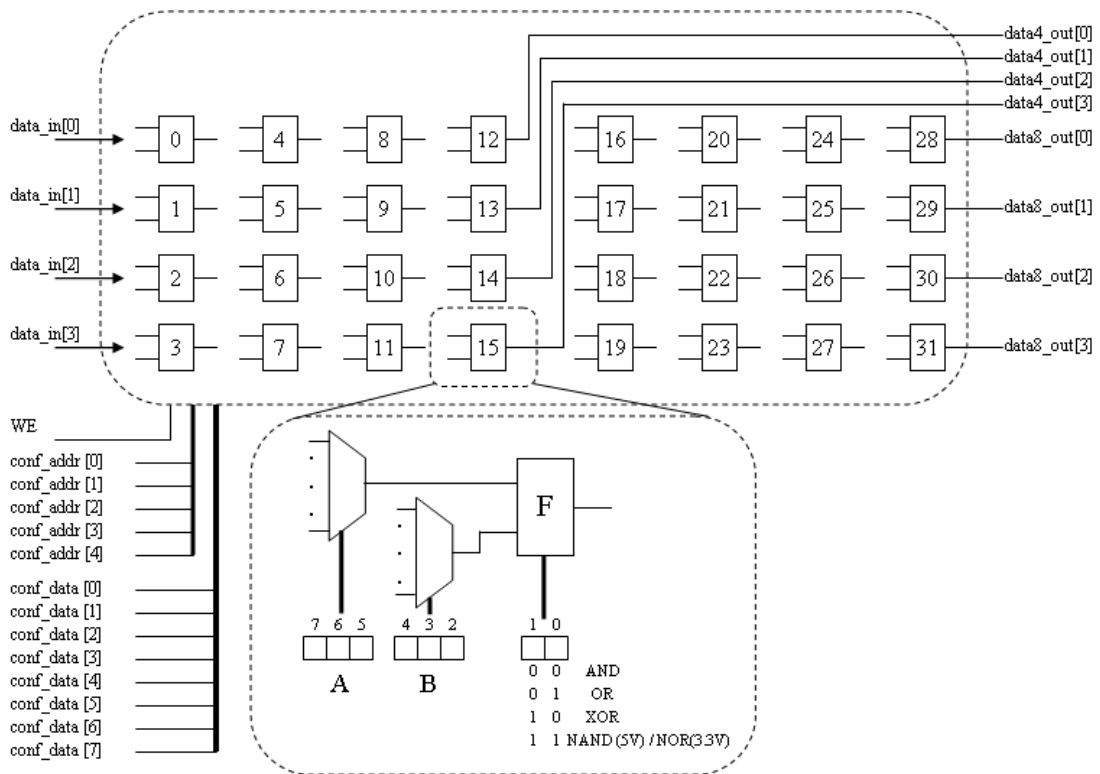 data4_out[0]
data4_out[1]
data4_out[2]
data4_out[3]
data_in[0] 0 4 8 12 16 20 24 28 data8_out[0]
data_in[1] 1 5 9 13 17 21 25 29 data8_out[1]
data_in[2] 2 6 10 14 18 22 26 30 data8_out[2]
data_in[3] 3 7 11 15 19 23 27 31 data8_out[3]
WE
conf_addr [0]
conf_addr [1]
conf_addr [2]
conf_addr [3]
conf_addr [4]
conf_data [0]
conf_data [1]
conf_data [2]
conf_data [3]
conf_data [4]
conf_data [5]
conf_data [6]
conf_data [7]
F
7 6 5 4 3 2 1 0
A B
0 0 AND
0 1 OR
1 0 XOR
1 1 NAND (5V) / NOR(3.3V)